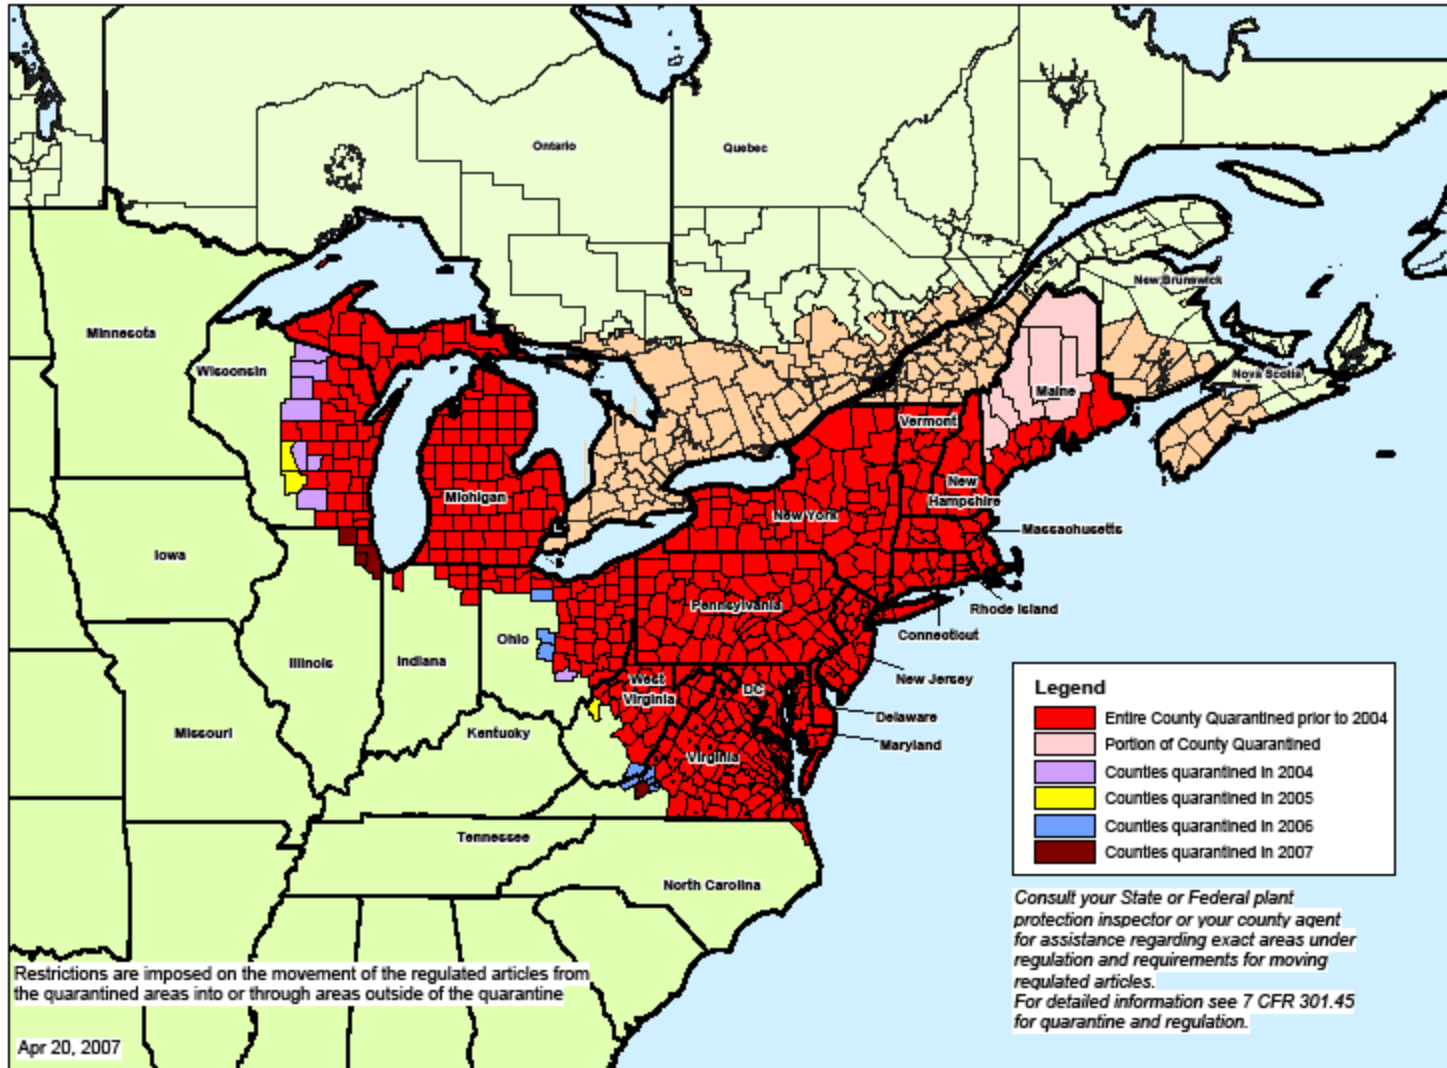 Ontario
Quebec
New Brunswick
Minnesota
Wisconsin
Nova Scotia
Maine
Vermont
Michigan
New
Hampshire
New York
Massachusetts
Iowa
Pennsylvania
Rhode Island
Connecticut
Ohio
Illinois
Indiana
West
Virginia
DC
New Jersey
Delaware
Maryland
Missouri
Kentucky
Virginia
Tennessee
North Carolina
Legend
Entire County Quarantined prior to 2004
Portion of County Quarantined
Counties quarantined in 2004
Counties quarantined in 2005
Counties quarantined in 2006
Counties quarantined in 2007
Consult your State or Federal plant
protection inspector or your county agent
for assistance regarding exact areas under
regulation and requirements for moving
regulated articles.
For detailed information see 7 CFR 301.45
for quarantine and regulation.
Restrictions are imposed on the movement of the regulated articles from
the quarantined areas into or through areas outside of the quarantine
Apr 20, 2007